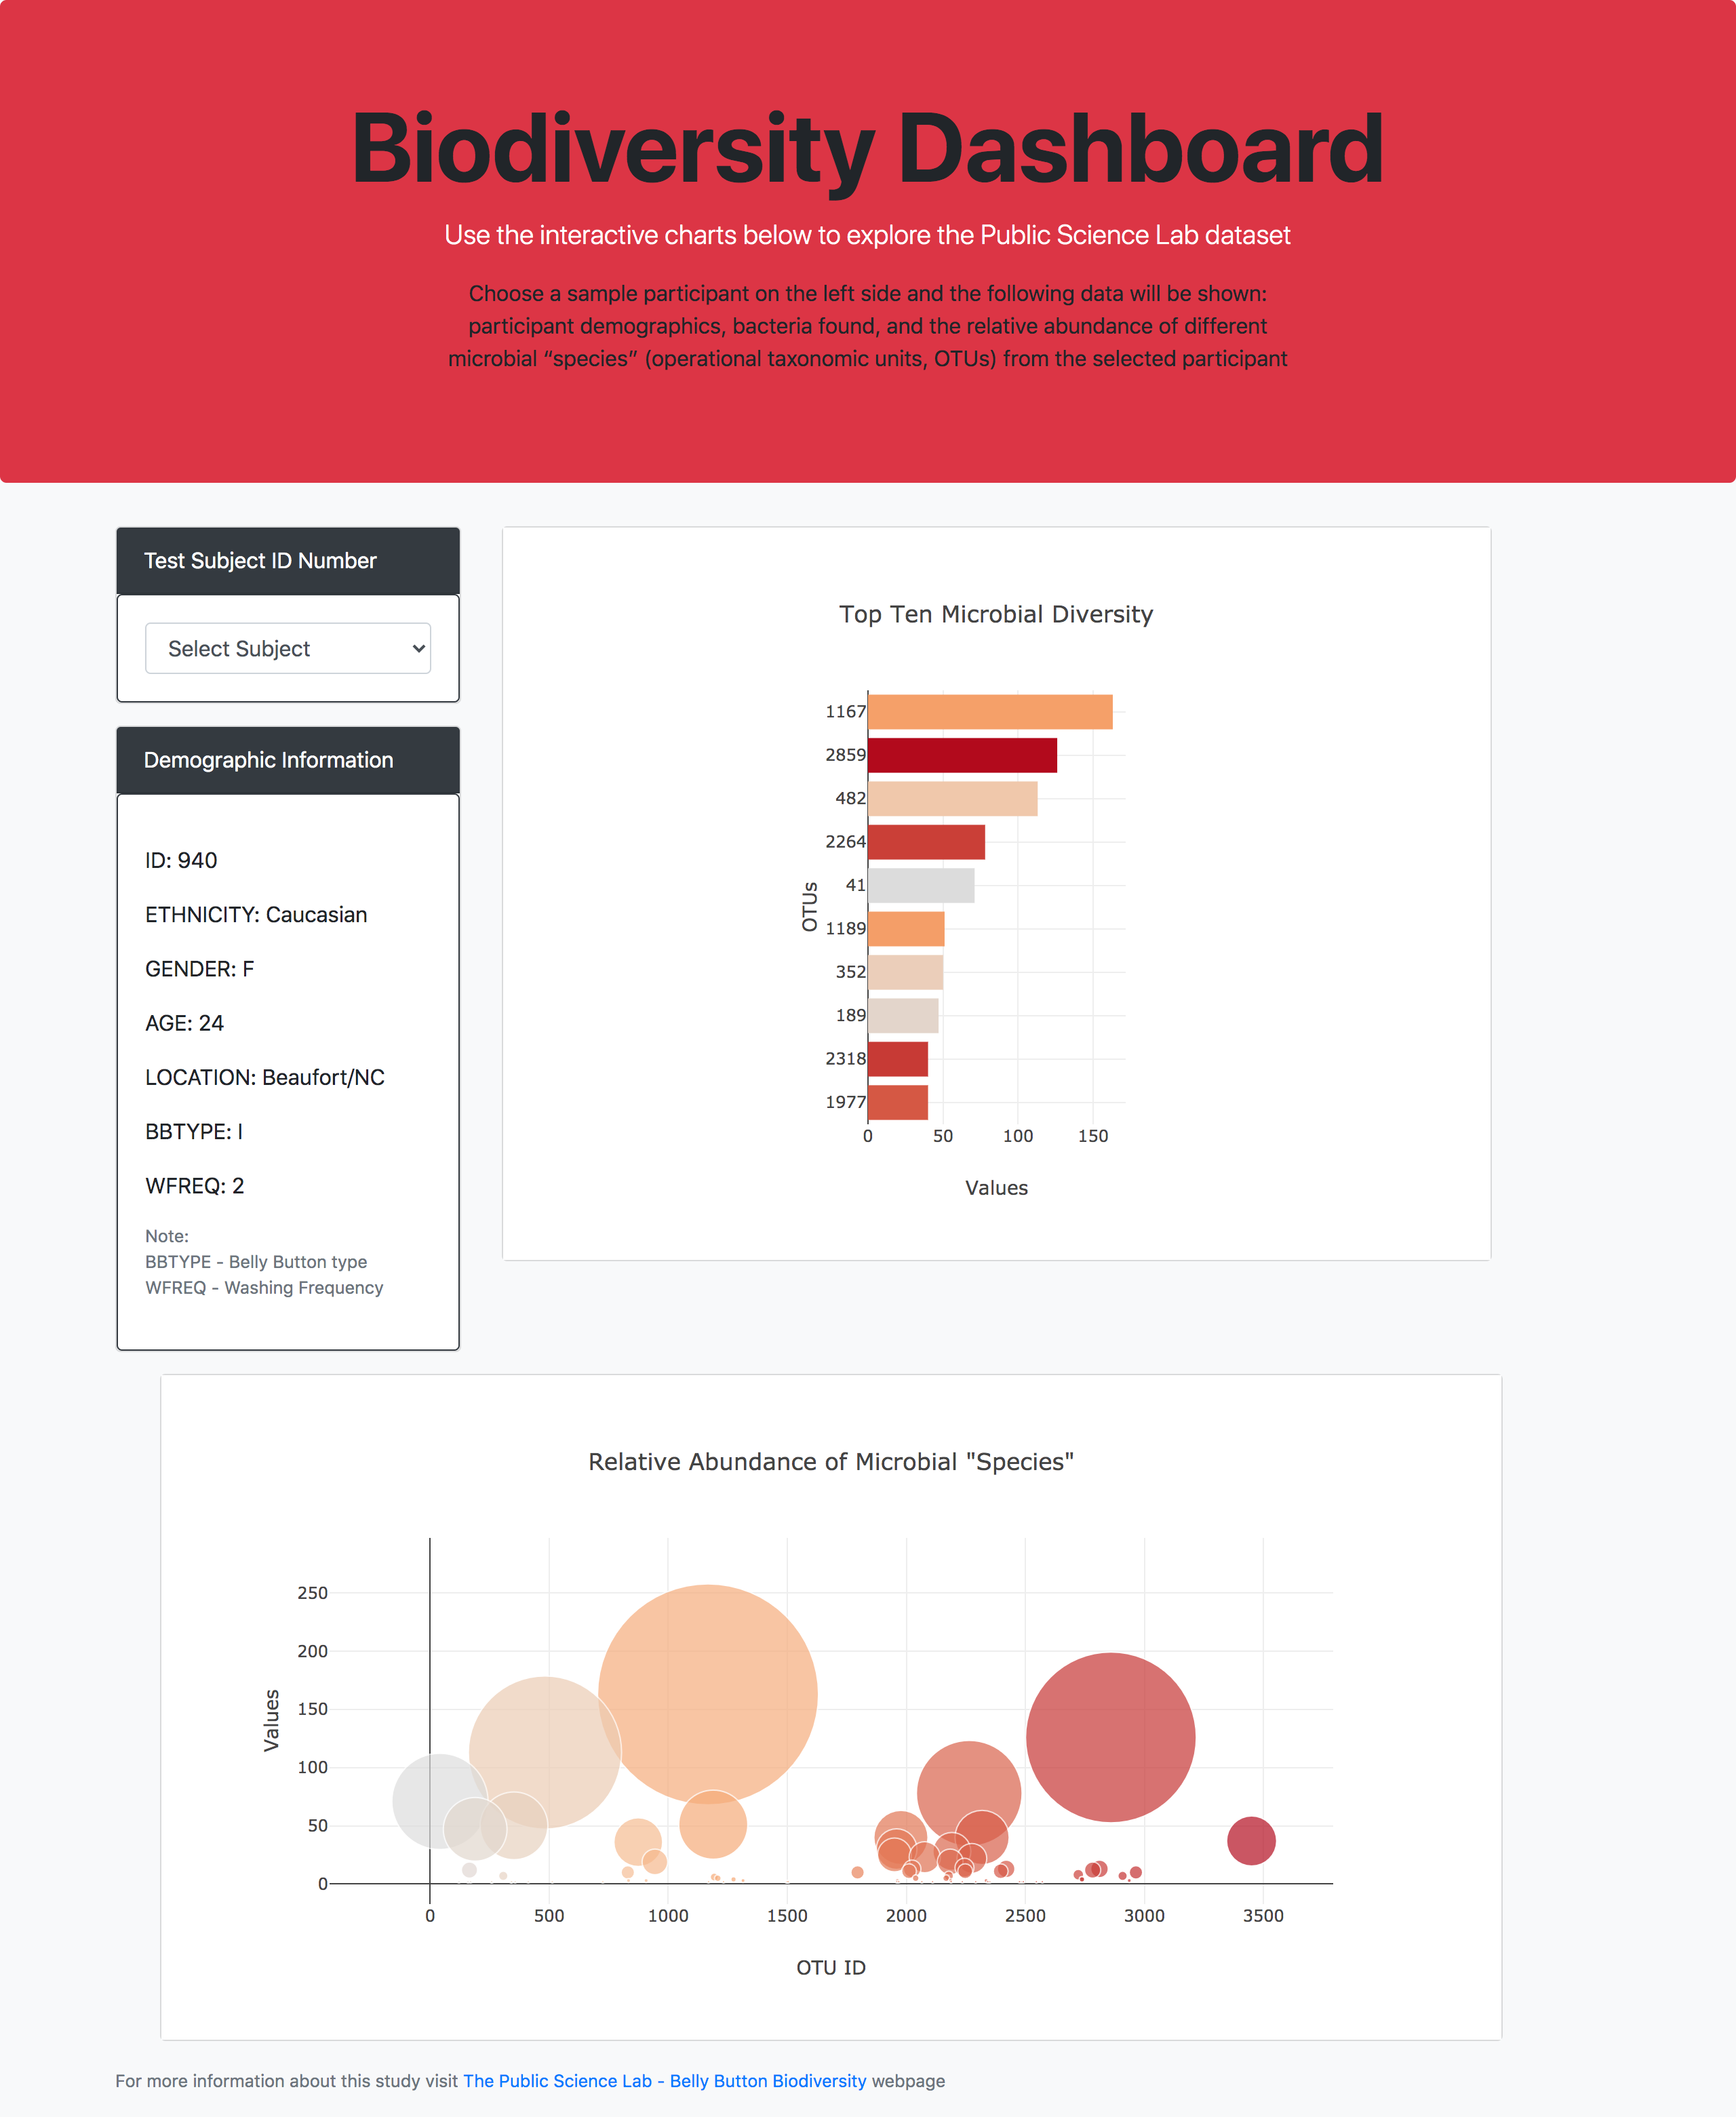 Biodiversity Dashboard
Use the interactive charts below to explore the Public Science Lab dataset
Choose a sample participant on the left side and the following data will be shown:
participant demographics, bacteria found, and the relative abundance of different
microbial “species” (operational taxonomic units, OTUs) from the selected participant
Test Subject ID Number
Select Subject
Demographic Information
ID: 940
ETHNICITY: Caucasian
GENDER: F
AGE: 24
LOCATION: Beaufort/NC
BBTYPE: I
WFREQ: 2
Note:
BBTYPE - Belly Button type
WFREQ - Washing Frequency
Top Ten Microbial Diversity
OTUs
1167
2859
482
2264
41
1189
352
189
2318
1977
0 50 100 150
Values
Relative Abundance of Microbial "Species"
Values
250
200
150
100
50
0
0 500 1000 1500 2000 2500 3000 3500
OTU ID
For more information about this study visit The Public Science Lab - Belly Button Biodiversity webpage